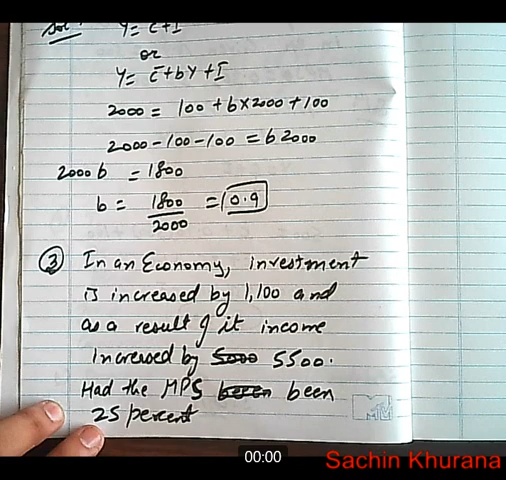 Sol.
Y = C+I
or
Y = C̅+bY+I
2000 = 100 + b×2000+100
2000-100-100 = b 2000
2000 b = 1800
b = 1800/2000 = 0.9
③ In an Economy, investment
is increased by 1,100 and
as a result of it income
increased by 5000 5500.
Had the MPS been
25 percent
MTV
00:00
Sachin Khurana